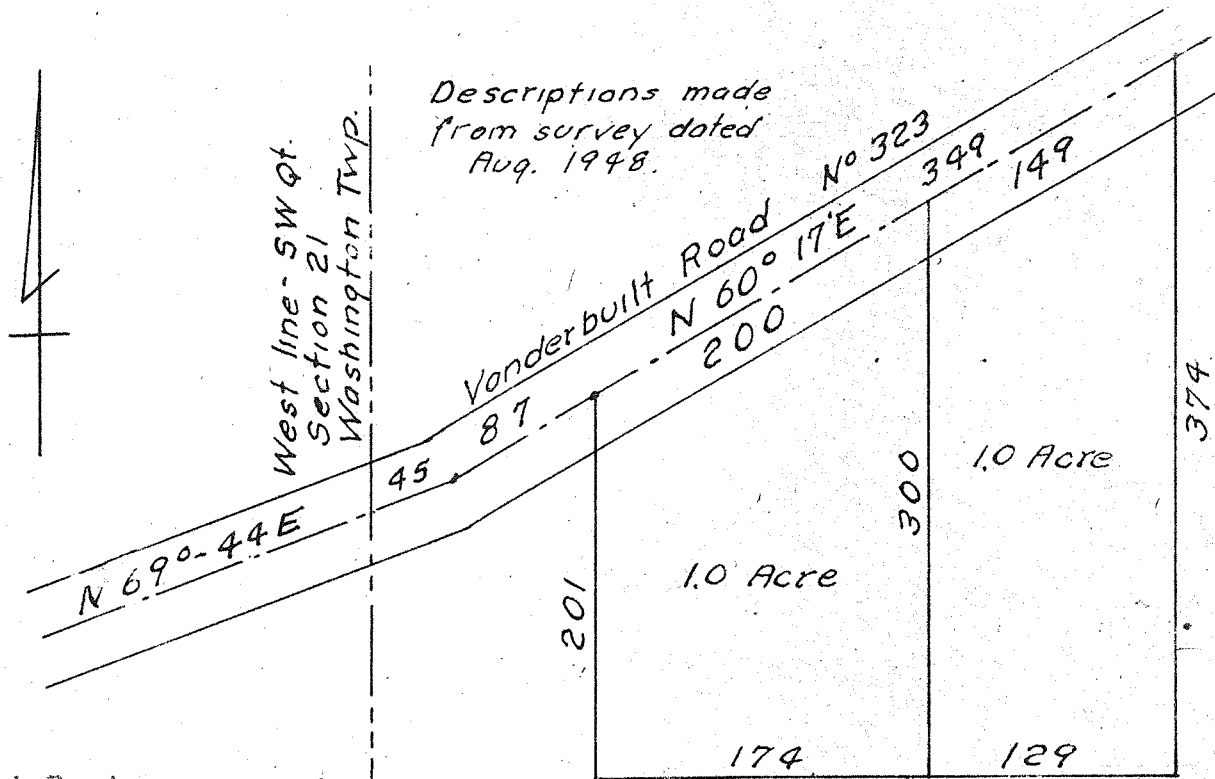 Descriptions made
from survey dated
Aug. 1948.
West line - SW Qt.
Section 21
Washington Twp.
Vanderbuilt Road Nº 323
N 60° 17' E
349
149
200
87
45
N 69°-44 E
201
300
374
1.0 Acre
1.0 Acre
174
129